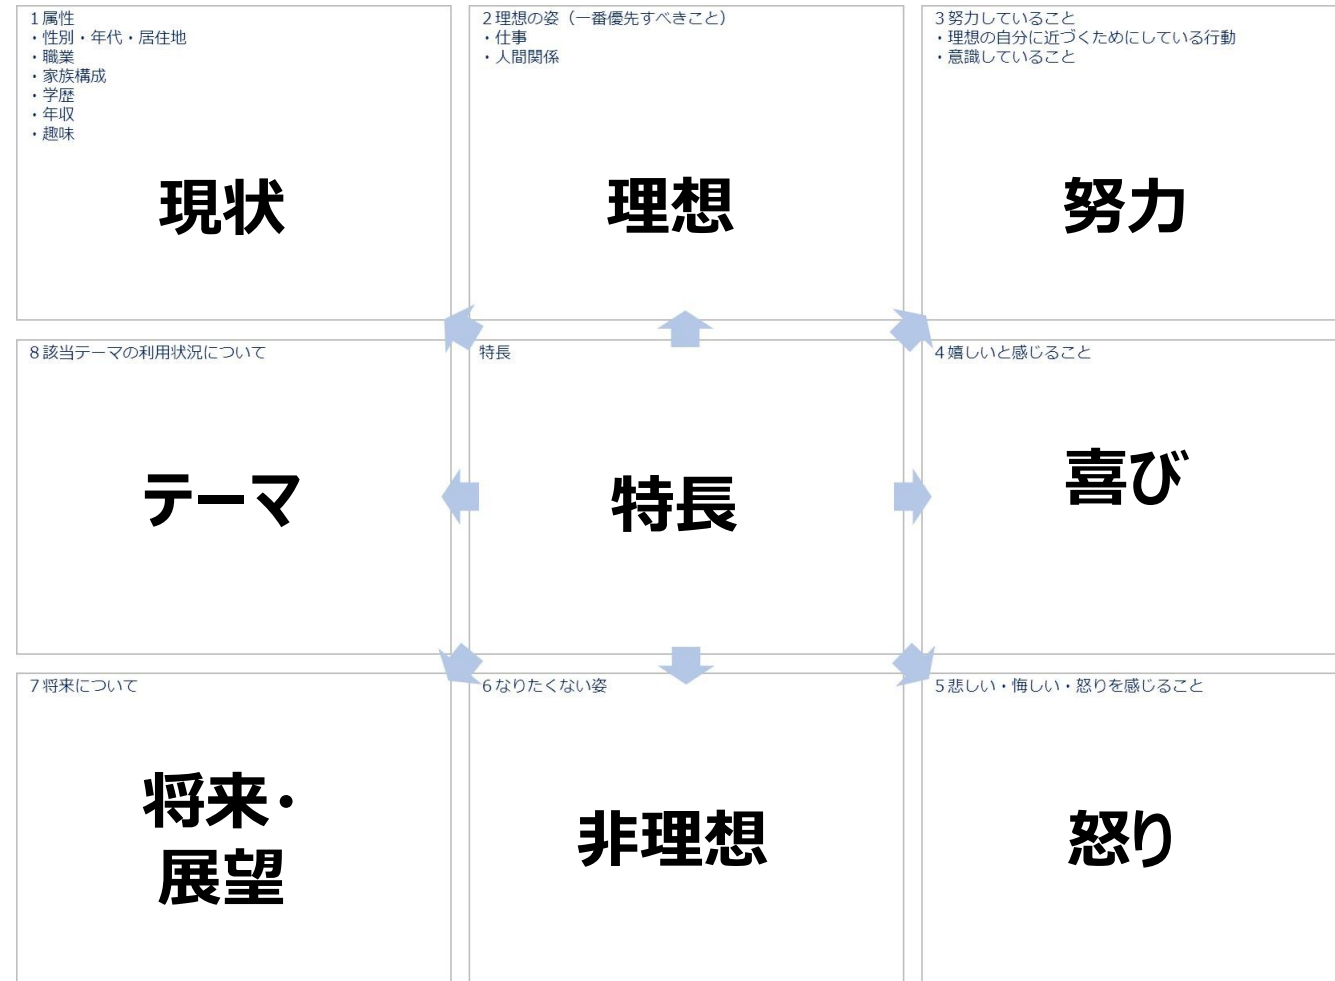 1属性
・性別・年代・居住地
・職業
・家族構成
・学歴
・年収
・趣味
現状
2理想の姿（一番優先すべきこと）
・仕事
・人間関係
理想
3努力していること
・理想の自分に近づくためにしている行動
・意識していること
努力
8該当テーマの利用状況について
テーマ
特長
特長
4嬉しいと感じること
喜び
7将来について
将来・
展望
6なりたくない姿
非理想
5悲しい・悔しい・怒りを感じること
怒り